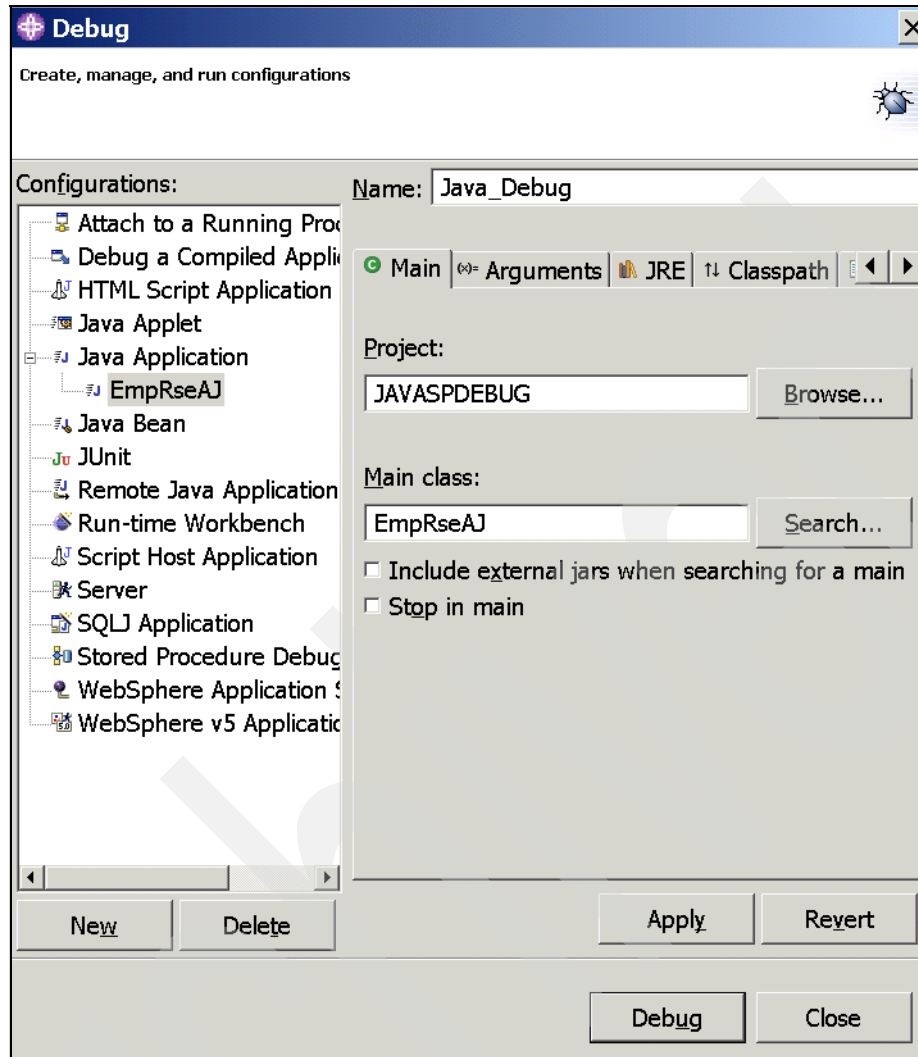 Debug
Create, manage, and run configurations
Configurations:
Attach to a Running Proc
Debug a Compiled Appli
HTML Script Application
Java Applet
Java Application
EmpRseAJ
Java Bean
JUnit
Remote Java Application
Run-time Workbench
Script Host Application
Server
SQLJ Application
Stored Procedure Debug
WebSphere Application S
WebSphere v5 Applicatic
New
Delete
Name: Java_Debug
Main
(x)= Arguments
JRE
Classpath
Project:
JAVASPDEBUG
Browse...
Main class:
EmpRseAJ
Search...
Include external jars when searching for a main
Stop in main
Apply
Revert
Debug
Close